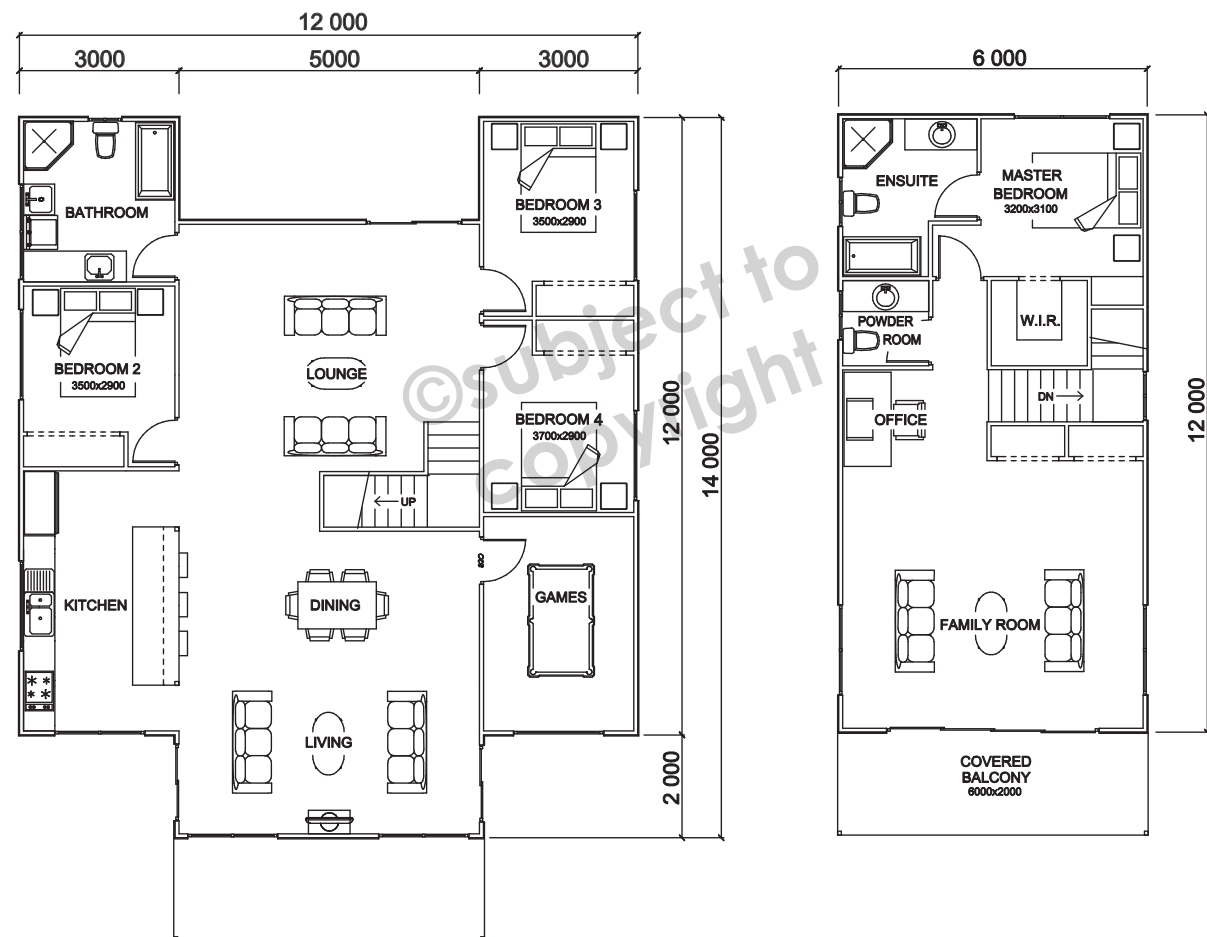 12 000
3000 5000 3000
BATHROOM
BEDROOM 3
3500x2900
LOUNGE
BEDROOM 2
3500x2900
BEDROOM 4
3700x2900
UP
KITCHEN
DINING
GAMES
LIVING
12 000
14 000
2 000
©subject to
copyright
6 000
ENSUITE
MASTER
BEDROOM
3200x3100
POWDER
ROOM
W.I.R.
DN
OFFICE
FAMILY ROOM
12 000
COVERED
BALCONY
6000x2000